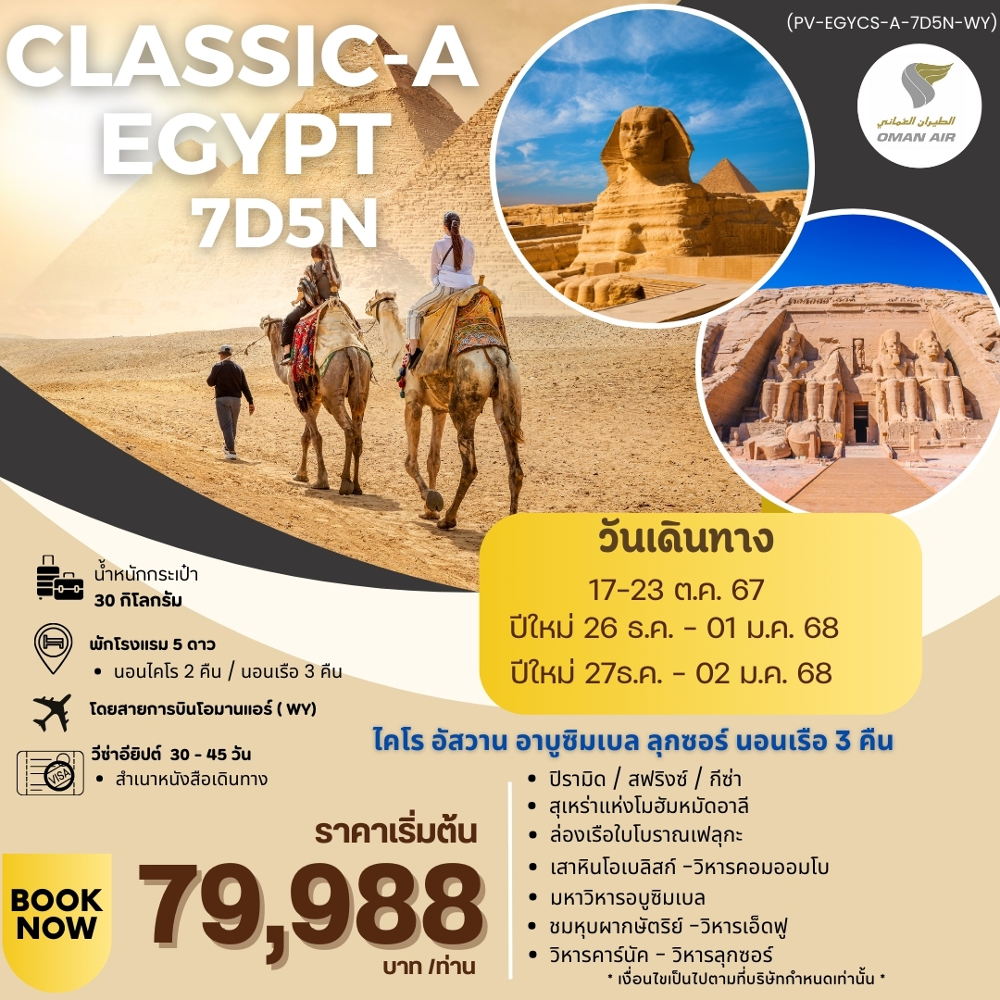 (PV-EGYCS-A-7D5N-WY)
CLASSIC-A
EGYPT
7D5N
الطيران العُماني
OMAN AIR
วันเดินทาง
17-23 ต.ค. 67
ปีใหม่ 26 ธ.ค. - 01 ม.ค. 68
ปีใหม่ 27ธ.ค. - 02 ม.ค. 68
น้ำหนักกระเป๋า
30 กิโลกรัม
พักโรงแรม 5 ดาว
• นอนไคโร 2 คืน / นอนเรือ 3 คืน
โดยสายการบินโอมานแอร์ ( WY)
วีซ่าอียิปต์ 30 - 45 วัน
• สำเนาหนังสือเดินทาง
VISA
ไคโร อัสวาน อาบูซิมเบล ลุกซอร์ นอนเรือ 3 คืน
• ปิรามิด / สฟริงซ์ / กีซ่า
• สุเหร่าแห่งโมฮัมหมัดอาลี
• ล่องเรือใบโบราณเฟลุกะ
• เสาหินโอเบลิสก์ -วิหารคอมออมโบ
• มหาวิหารอบูซิมเบล
• ชมหุบผากษัตริย์ -วิหารเอ็ดฟู
• วิหารคาร์นัค - วิหารลุกซอร์
* เงื่อนไขเป็นไปตามที่บริษัทกำหนดเท่านั้น *
ราคาเริ่มต้น
79,988
บาท /ท่าน
BOOK
NOW